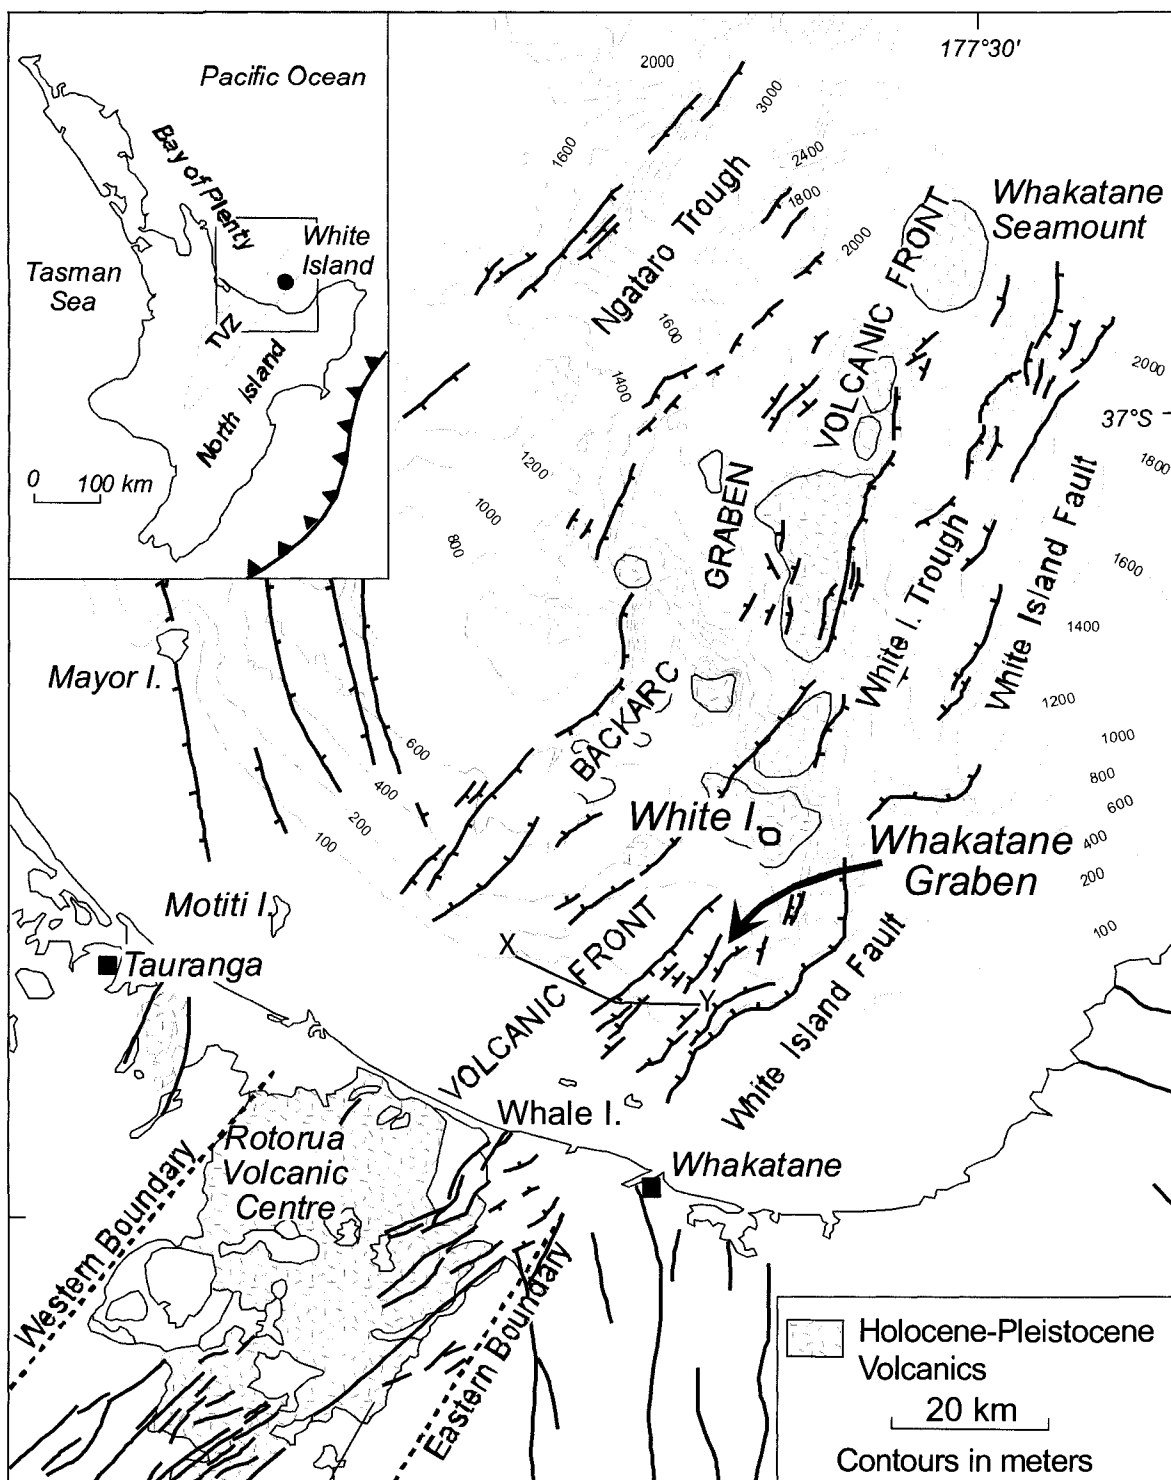 177°30'
Pacific Ocean
Bay of Plenty
White
Island
Tasman
Sea
TVZ
North Island
0 100 km
2000
3000
1600
2400
1800
2000
Ngataro Trough
Whakatane
Seamount
VOLCANIC FRONT
1600
1400
2000
37°S
1200
1000
800
1800
GRABEN
White Island Fault
1600
White I. Trough
1400
Mayor I.
BACKARC
1200
1000
600
400
800
200
600
100
400
200
100
White I.
Whakatane
Graben
Motiti I.
Tauranga
X
Y
VOLCANIC FRONT
White Island Fault
Whale I.
Rotorua
Volcanic
Centre
Whakatane
Western Boundary
Eastern Boundary
Holocene-Pleistocene
Volcanics
20 km
Contours in meters